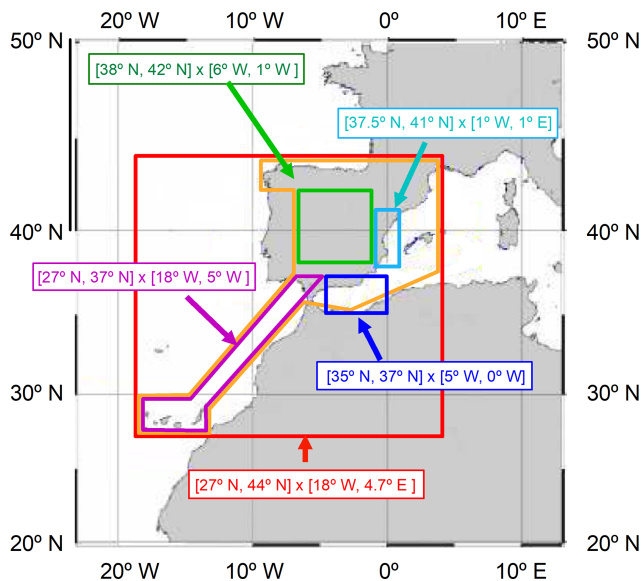 20º W 10º W 0º 10º E
50º N 50º N
[38º N, 42º N] x [6º W, 1º W ]
[37.5º N, 41º N] x [1º W, 1º E]
40º N 40º N
[27º N, 37º N] x [18º W, 5º W ]
[35º N, 37º N] x [5º W, 0º W]
30º N 30º N
[27º N, 44º N] x [18º W, 4.7º E ]
20º N 20º N
20º W 10º W 0º 10º E